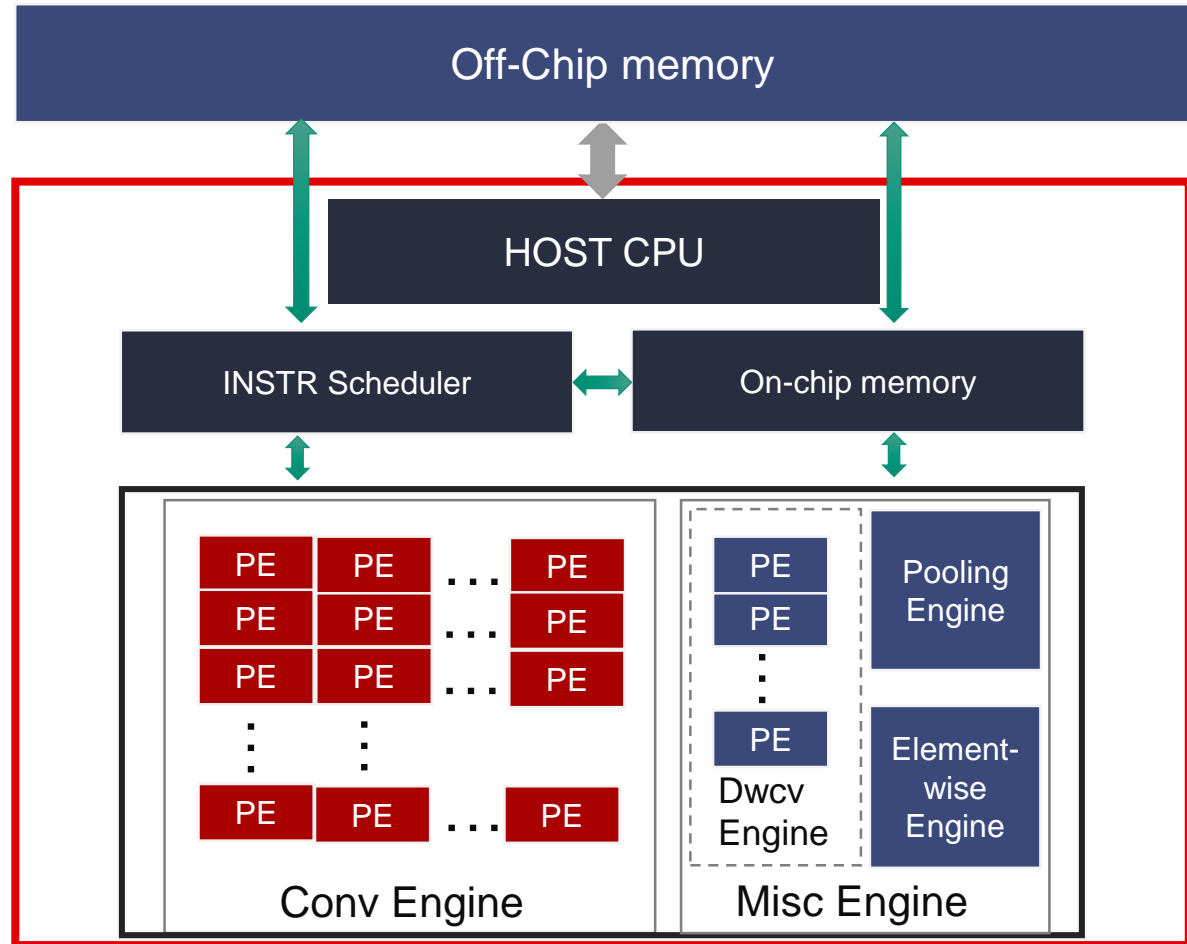 Off-Chip memory
HOST CPU
INSTR Scheduler
On-chip memory
PE PE ... PE
PE PE ... PE
PE PE ... PE
PE PE ... PE
Conv Engine
PE
PE
PE
Dwcv
Engine
Pooling
Engine
Element-
wise
Engine
Misc Engine